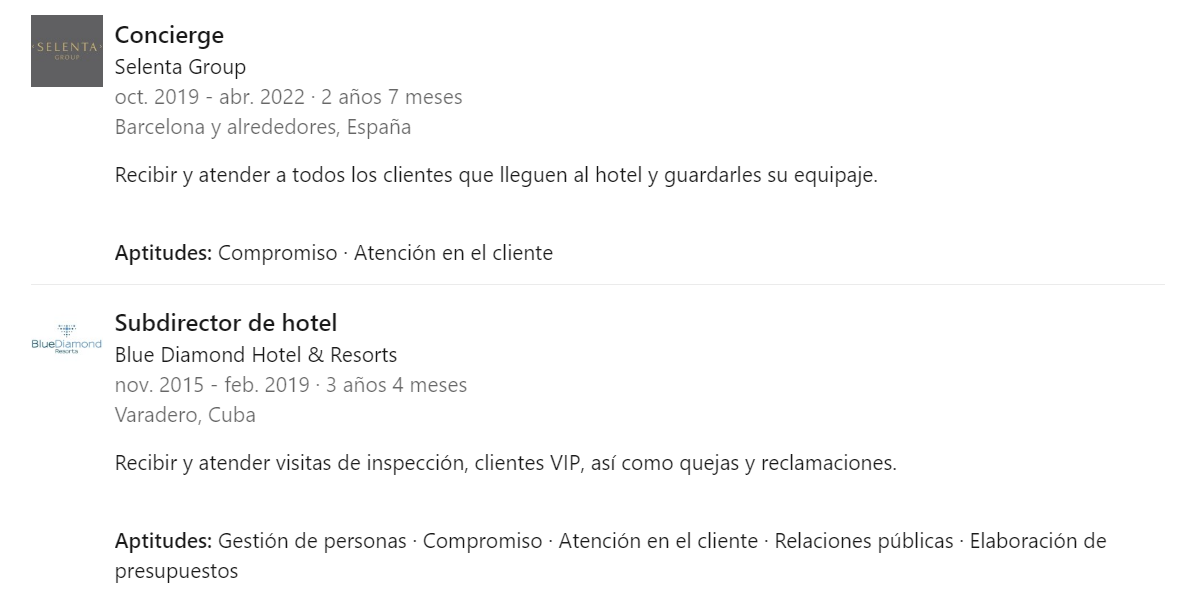 SELENTA
GROUP
Concierge
Selenta Group
oct. 2019 - abr. 2022 · 2 años 7 meses
Barcelona y alrededores, España
Recibir y atender a todos los clientes que lleguen al hotel y guardarles su equipaje.
Aptitudes: Compromiso · Atención en el cliente
BlueDiamond
Resorts
Subdirector de hotel
Blue Diamond Hotel & Resorts
nov. 2015 - feb. 2019 · 3 años 4 meses
Varadero, Cuba
Recibir y atender visitas de inspección, clientes VIP, así como quejas y reclamaciones.
Aptitudes: Gestión de personas · Compromiso · Atención en el cliente · Relaciones públicas · Elaboración de
presupuestos